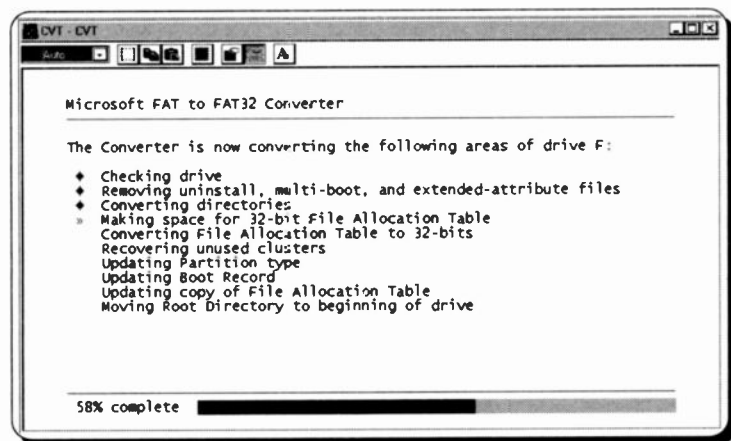 CVT - CVT
Auto
A
Microsoft FAT to FAT32 Converter
The Converter is now converting the following areas of drive F:
Checking drive
Removing uninstall, multi-boot, and extended-attribute files
Converting directories
» Making space for 32-bit File Allocation Table
Converting File Allocation Table to 32-bits
Recovering unused clusters
Updating Partition type
Updating Boot Record
Updating copy of File Allocation Table
Moving Root Directory to beginning of drive
58% complete